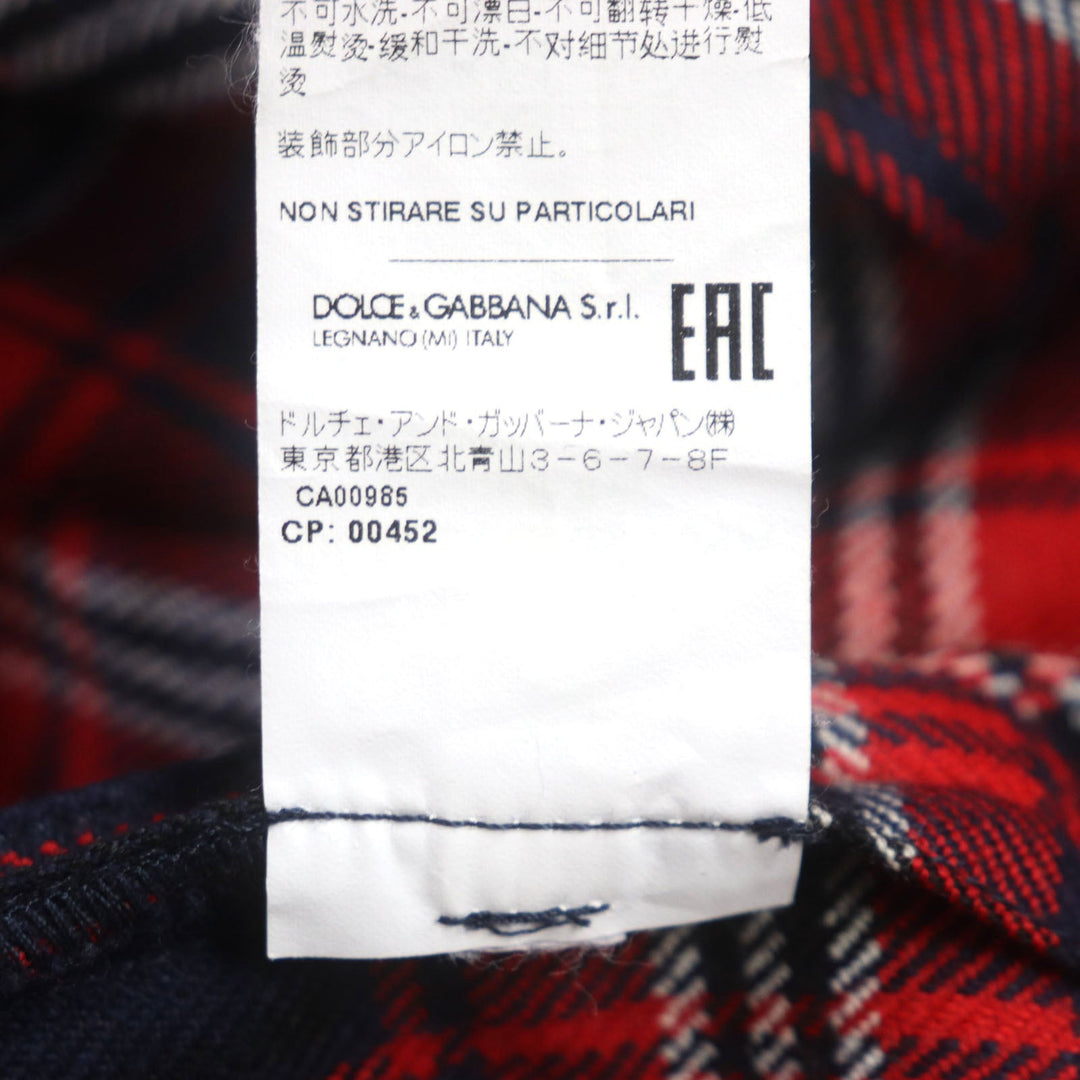 不可水洗-不可漂白-不可翻转干燥-低
温熨烫-缓和干洗-不对细节处进行熨
烫
装飾部分アイロン禁止。
NON STIRARE SU PARTICOLARI
DOLCE & GABBANA S.r.l.
LEGNANO (MI) ITALY
EAC
ドルチェ・アンド・ガッバーナ・ジャパン㈱
東京都港区北青山3-6-7-8F
CA00985
CP: 00452